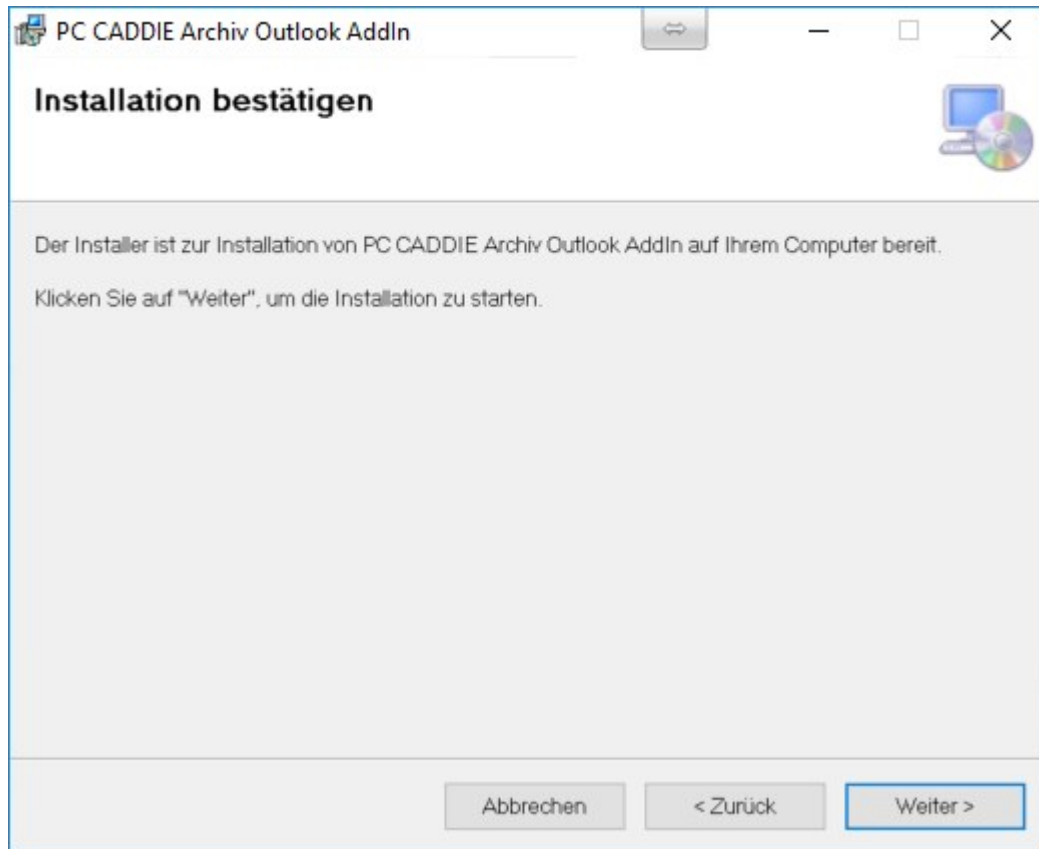 PC CADDIE Archiv Outlook AddIn
Installation bestätigen
Der Installer ist zur Installation von PC CADDIE Archiv Outlook AddIn auf Ihrem Computer bereit.
Klicken Sie auf "Weiter", um die Installation zu starten.
Abbrechen
< Zurück
Weiter >